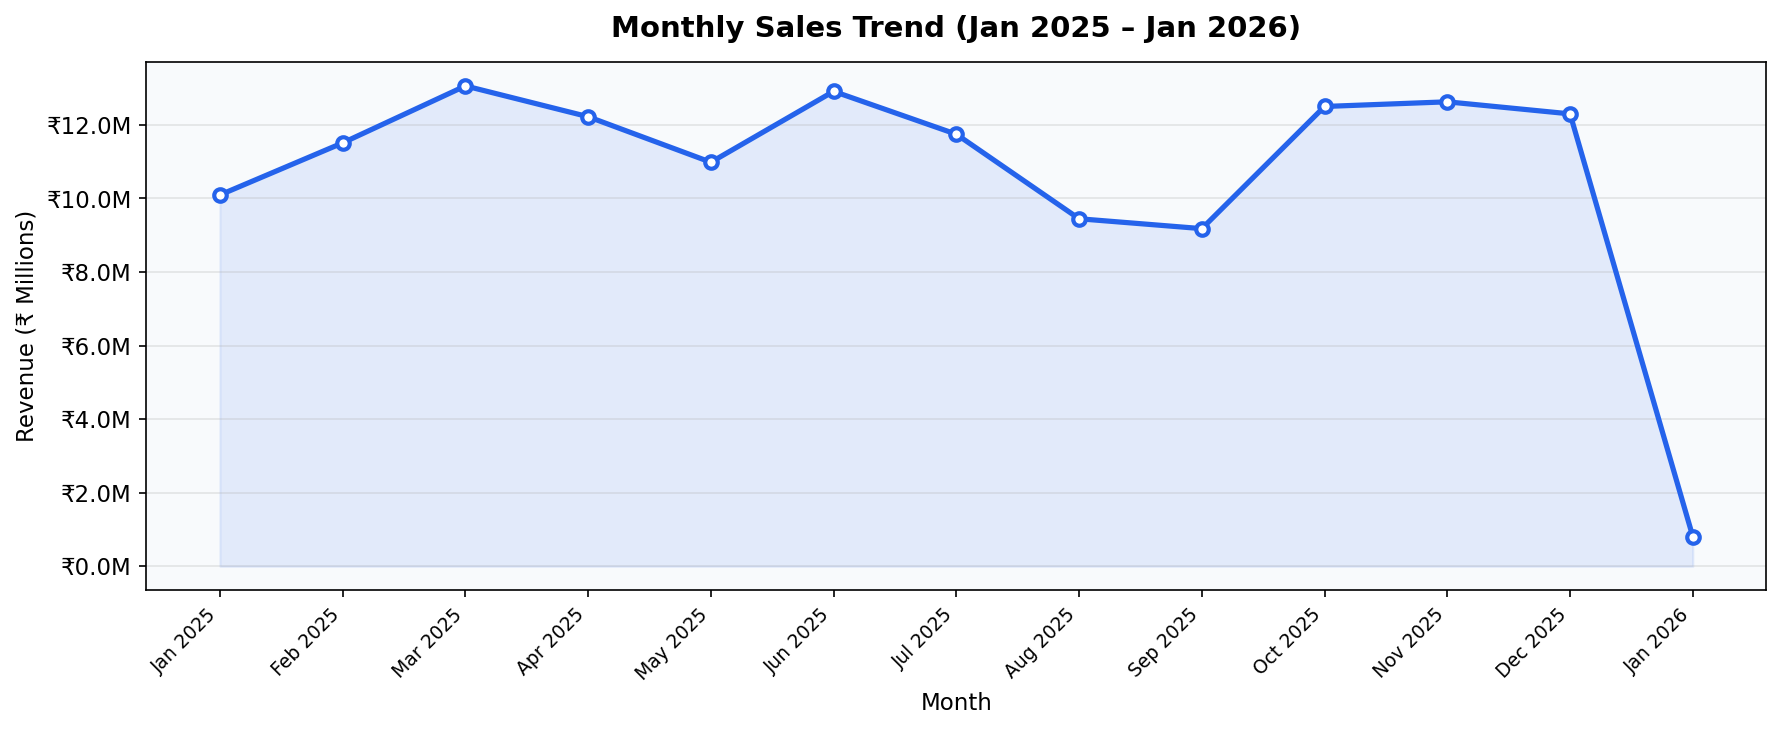 Monthly Sales Trend (Jan 2025 – Jan 2026)
₹12.0M
₹10.0M
₹8.0M
₹6.0M
₹4.0M
₹2.0M
₹0.0M
Revenue (₹ Millions)
Jan 2025
Feb 2025
Mar 2025
Apr 2025
May 2025
Jun 2025
Jul 2025
Aug 2025
Sep 2025
Oct 2025
Nov 2025
Dec 2025
Jan 2026
Month